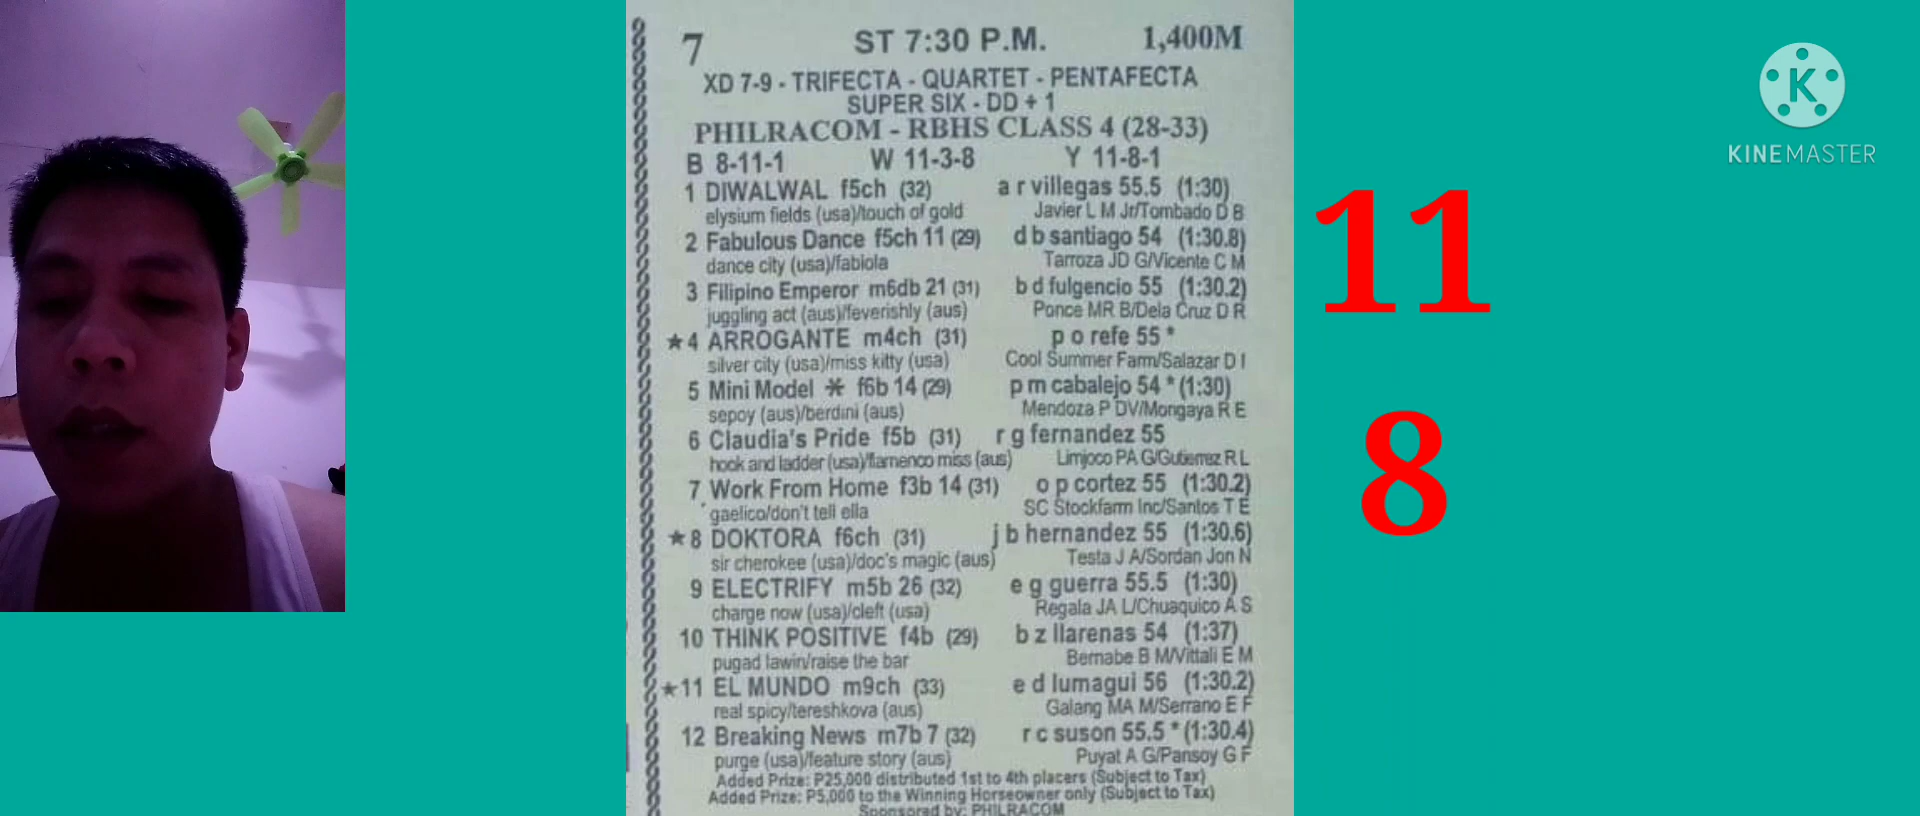 7 ST 7:30 P.M. 1,400M
XD 7-9 - TRIFECTA - QUARTET - PENTAFECTA
SUPER SIX - DD + 1
PHILRACOM - RBHS CLASS 4 (28-33)
B 8-11-1 W 11-3-8 Y 11-8-1
1 DIWALWAL f5ch (32) a r villegas 55.5 (1:30)
elysium fields (usa)/touch of gold Javier L M Jr/Tombado D B
2 Fabulous Dance f5ch 11 (29) d b santiago 54 (1:30.8)
dance city (usa)/fabiola Tarroza JD G/Vicente C M
3 Filipino Emperor m6db 21 (31) b d fulgencio 55 (1:30.2)
juggling act (aus)/feverishly (aus) Ponce MR B/Dela Cruz D R
★4 ARROGANTE m4ch (31) p o refe 55 *
silver city (usa)/miss kitty (usa) Cool Summer Farm/Salazar D I
5 Mini Model * f6b 14 (29) p m cabalejo 54 * (1:30)
sepoy (aus)/berdini (aus) Mendoza P DV/Mongaya R E
6 Claudia's Pride f5b (31) r g fernandez 55
hook and ladder (usa)/flamenco miss (aus) Limjoco PA G/Gutierrez R L
7 Work From Home f3b 14 (31) o p cortez 55 (1:30.2)
gaelico/don't tell ella SC Stockfarm Inc/Santos T E
★8 DOKTORA f6ch (31) j b hernandez 55 (1:30.6)
sir cherokee (usa)/doc's magic (aus) Testa J A/Sordan Jon N
9 ELECTRIFY m5b 26 (32) e g guerra 55.5 (1:30)
charge now (usa)/cleft (usa) Regala JA L/Chuaquico A S
10 THINK POSITIVE f4b (29) b z llarenas 54 (1:37)
pugad lawin/raise the bar Bernabe B M/Vittali E M
★11 EL MUNDO m9ch (33) e d lumagui 56 (1:30.2)
real spicy/tereshkova (aus) Galang MA M/Serrano E F
12 Breaking News m7b 7 (32) r c suson 55.5 * (1:30.4)
purge (usa)/feature story (aus) Puyat A G/Pansoy G F
Added Prize: P25,000 distributed 1st to 4th placers (Subject to Tax)
Added Prize: P5,000 to the Winning Horseowner only (Subject to Tax)
Sponsored by: PHILRACOM
11
8
K
KINEMASTER